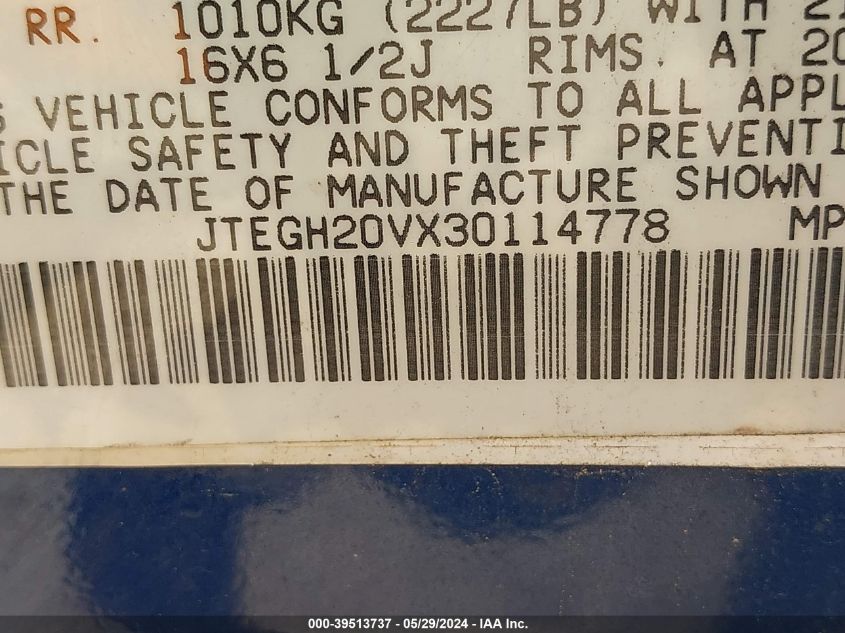 RR. 1010KG (2227LB) WITH
16X6 1/2J RIMS. AT 20
VEHICLE CONFORMS TO ALL APPL
ICLE SAFETY AND THEFT PREVENTI
THE DATE OF MANUFACTURE SHOWN
JTEGH20VX30114778 MP
000-39513737 - 05/29/2024 - IAA Inc.